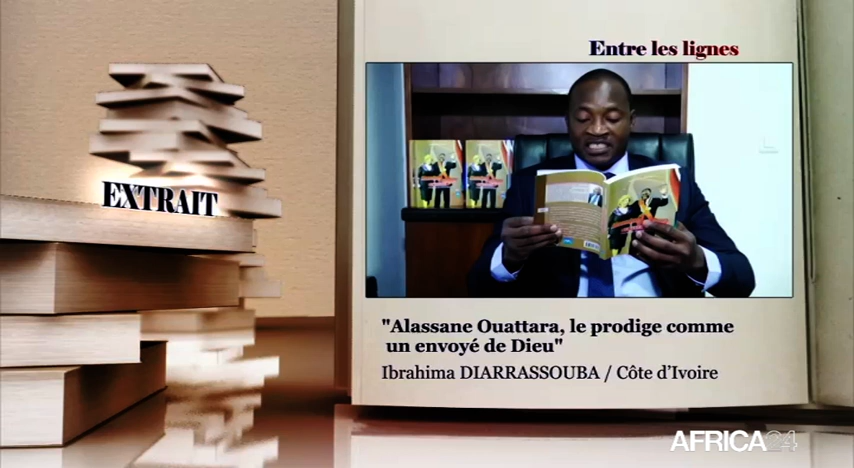 Entre les lignes
EXTRAIT
"Alassane Ouattara, le prodige comme
un envoyé de Dieu"
Ibrahima DIARRASSOUBA / Côte d'Ivoire
AFRICA24